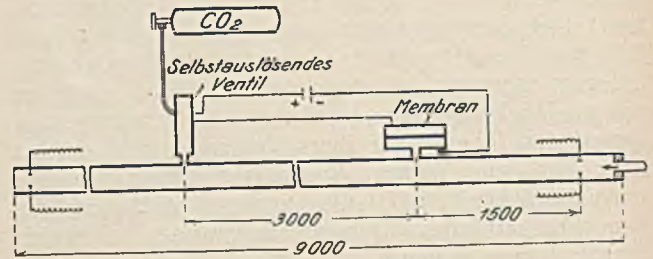 CO₂
Selbstauslösendes
Ventil
+ -
Membran
3000
1500
9000